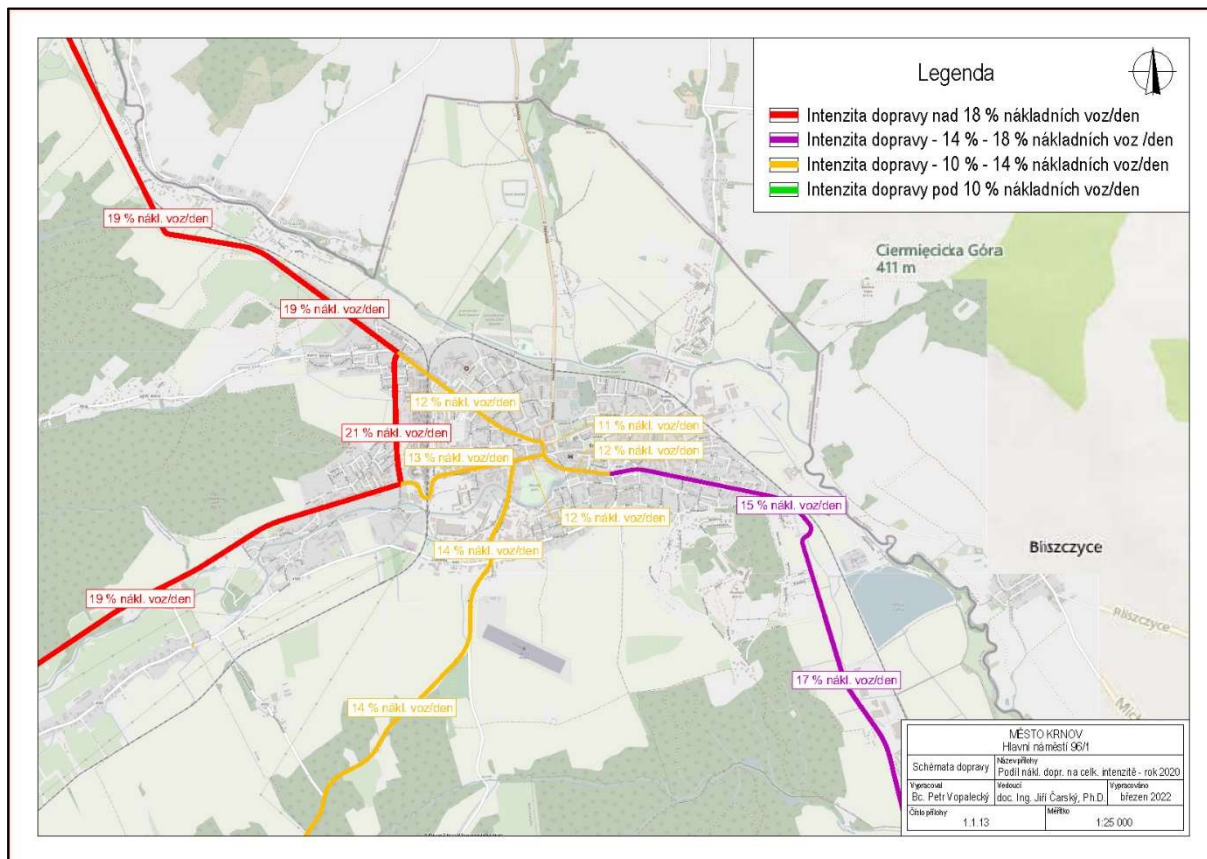 Legenda
Intenzita dopravy nad 18 % nákladních voz/den
Intenzita dopravy - 14 % - 18 % nákladních voz /den
Intenzita dopravy - 10 % - 14 % nákladních voz/den
Intenzita dopravy pod 10 % nákladních voz/den
19 % nákl. voz/den
Ciermięcicka Góra
411 m
19 % nákl. voz/den
12 % nákl. voz/den
11 % nákl. voz/den
21 % nákl. voz/den
13 % nákl. voz/den
12 % nákl. voz/den
15 % nákl. voz/den
12 % nákl. voz/den
14 % nákl. voz/den
Bliszczyce
19 % nákl. voz/den
Bliszczyce
17 % nákl. voz/den
14 % nákl. voz/den
MĚSTO KRNOV
Hlavní náměstí 96/1
Schémata dopravy
Název přílohy
Podíl nákl. dopr. na celk. intenzitě - rok 2020
Vypracoval
Bc. Petr Vopalecký
Vedoucí
doc. Ing. Jiří Čarský, Ph.D.
Vypracováno
březen 2022
Číslo přílohy
1.1.13
Měřítko
1:25 000